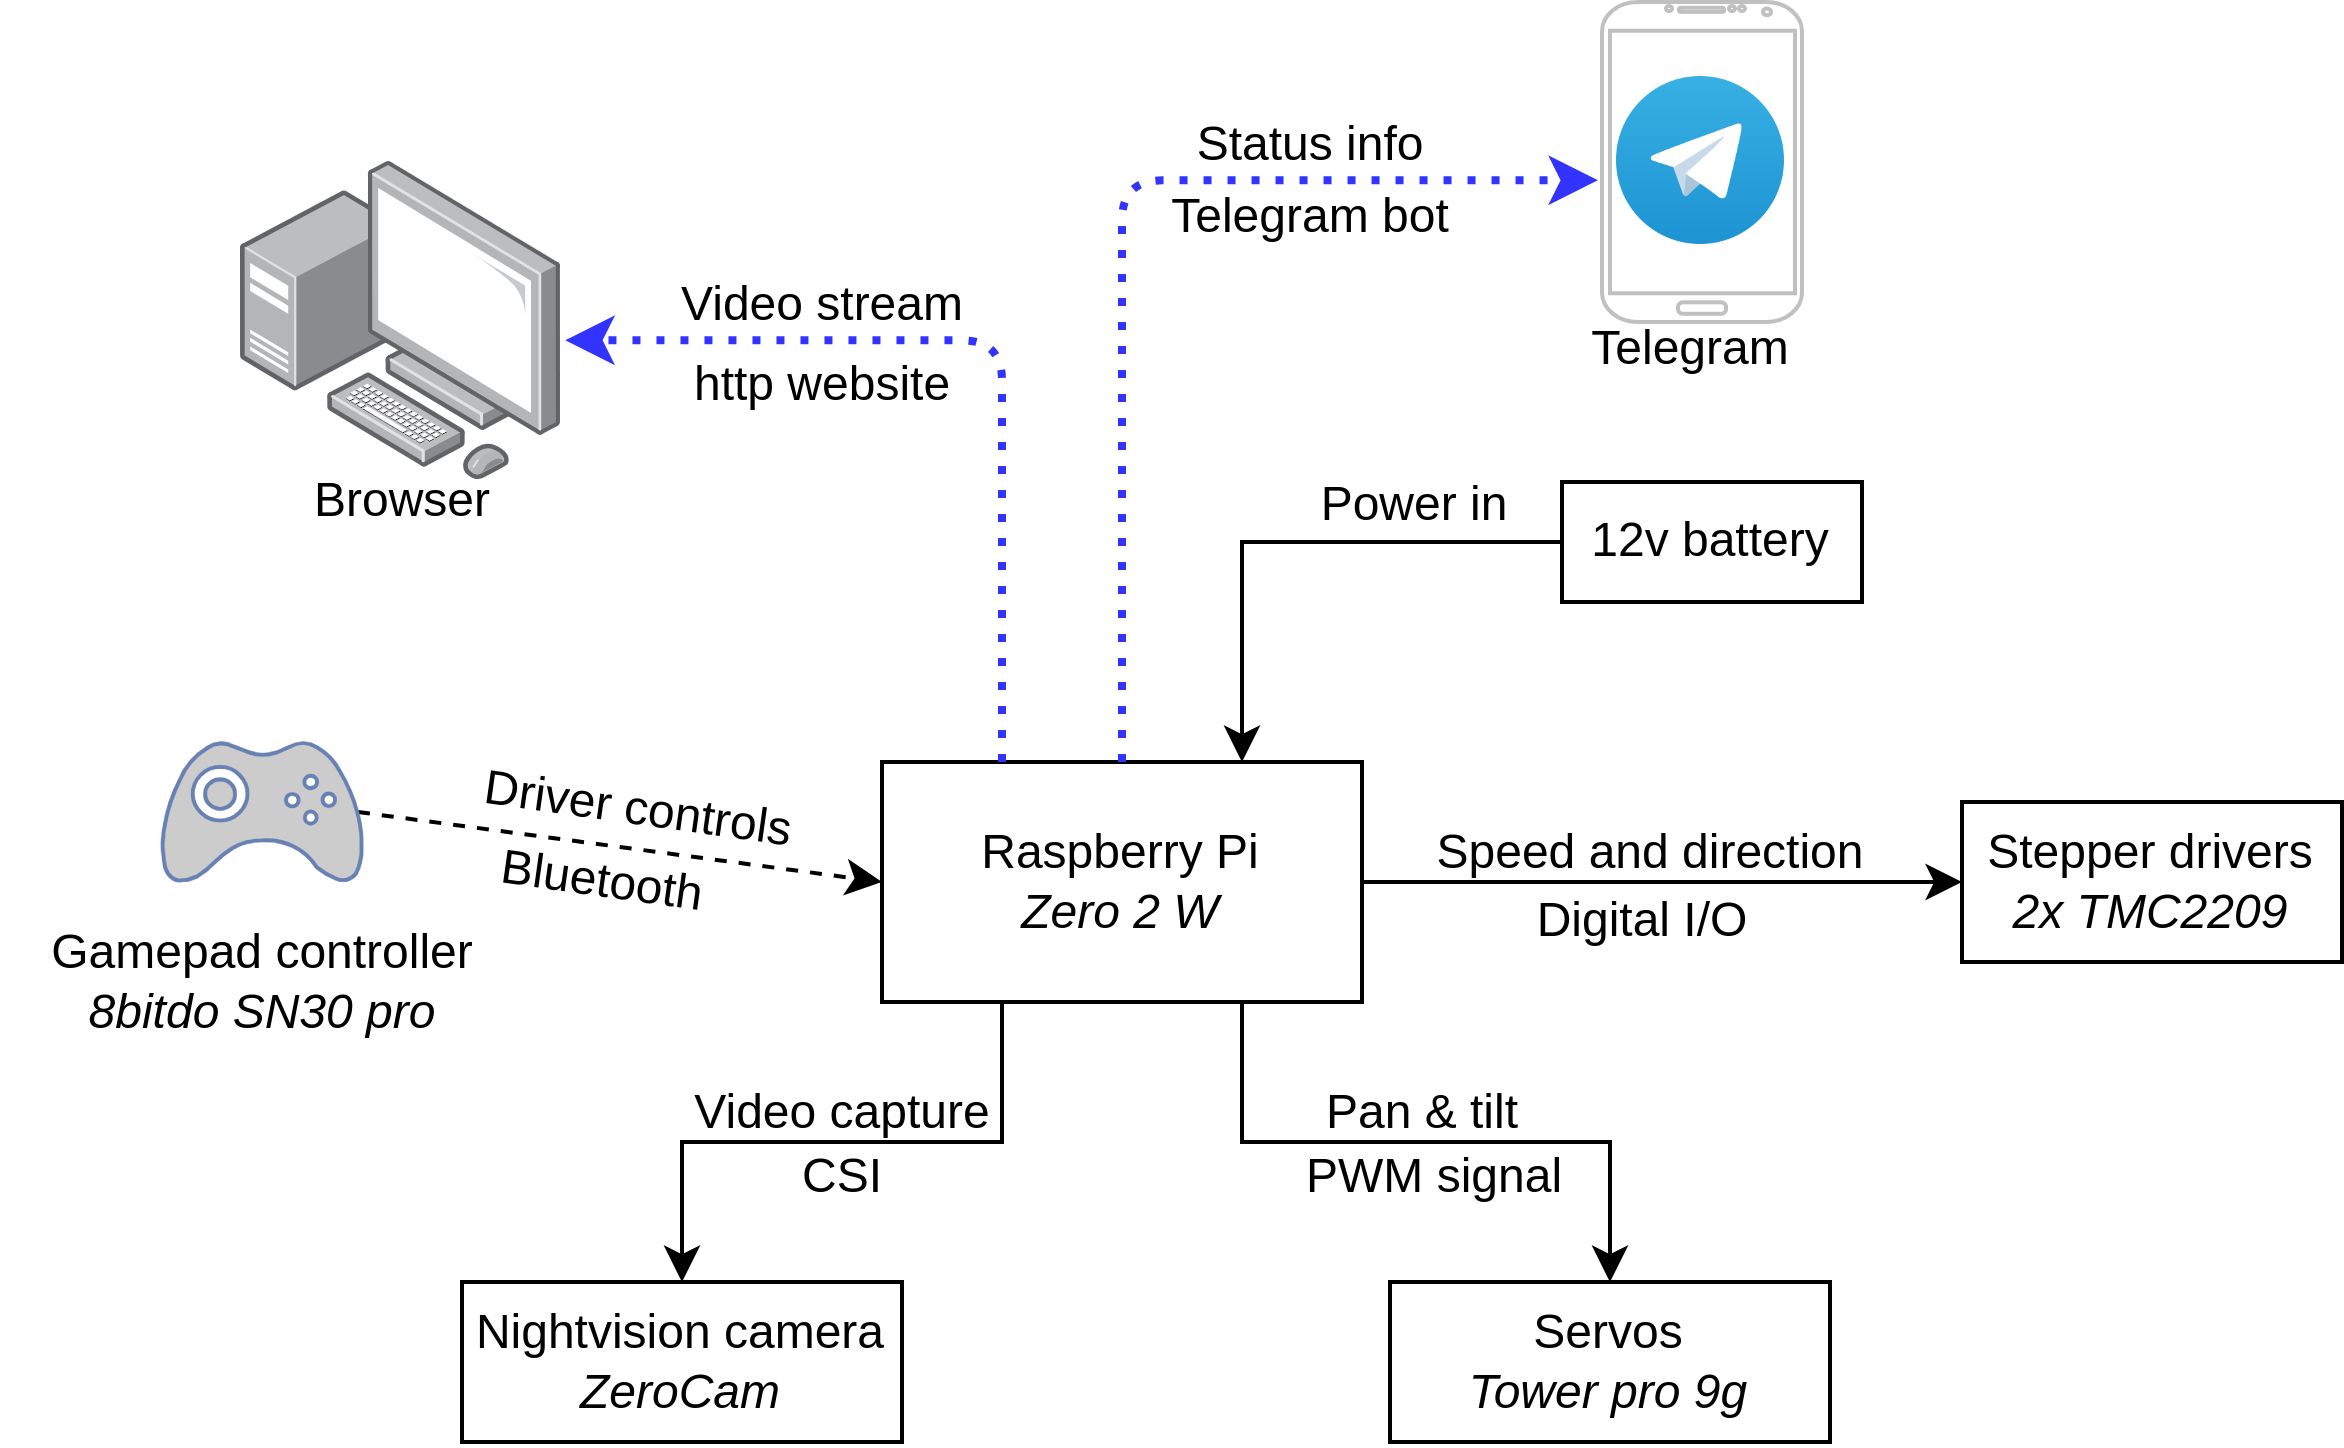 Status info
Telegram bot
Telegram
Video stream
http website
Browser
Power in
12v battery
Driver controls
Bluetooth
Gamepad controller
8bitdo SN30 pro
Raspberry Pi
Zero 2 W
Speed and direction
Digital I/O
Stepper drivers
2x TMC2209
Video capture
CSI
Pan & tilt
PWM signal
Nightvision camera
ZeroCam
Servos
Tower pro 9g